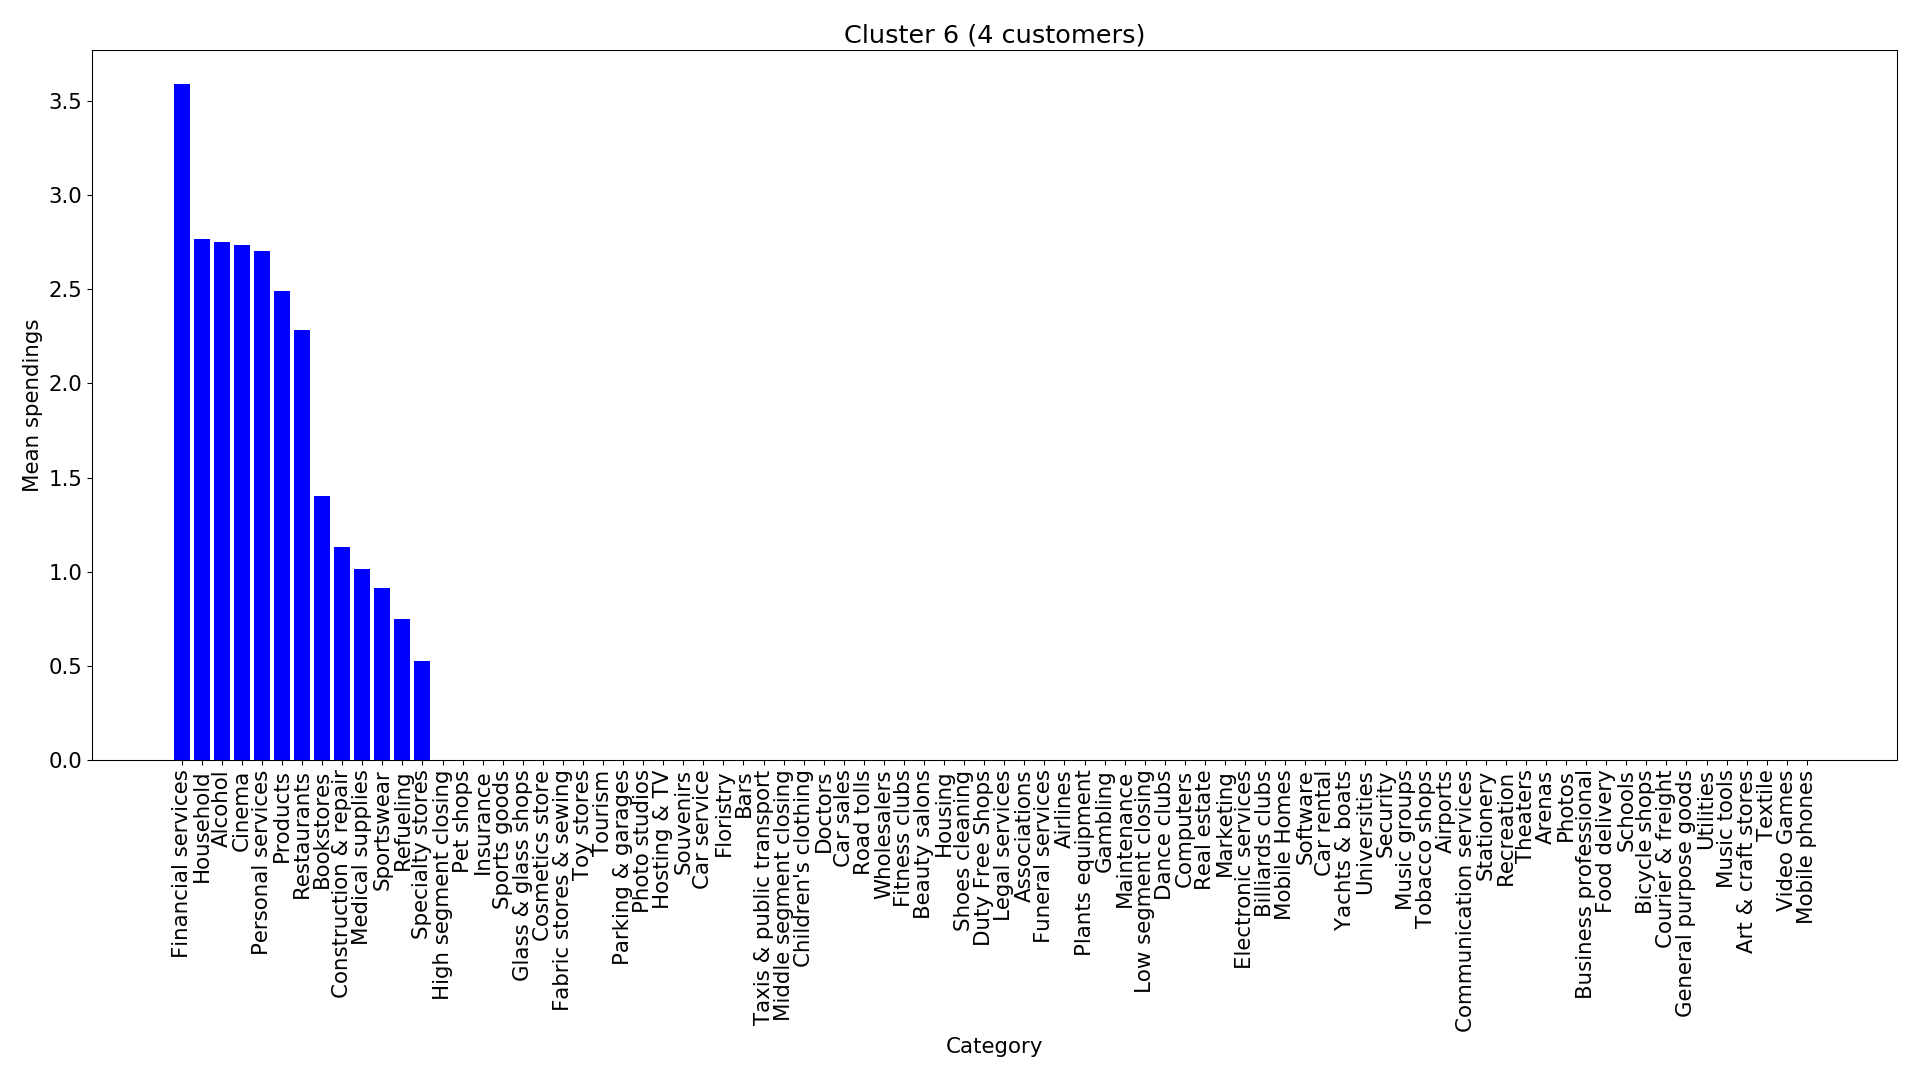 Cluster 6 (4 customers)
Mean spendings
3.5
3.0
2.5
2.0
1.5
1.0
0.5
0.0
Financial services
Household
Alcohol
Cinema
Personal services
Products
Restaurants
Bookstores
Construction & repair
Medical supplies
Sportswear
Refueling
Specialty stores
High segment closing
Pet shops
Insurance
Sports goods
Glass & glass shops
Cosmetics store
Fabric stores & sewing
Toy stores
Tourism
Parking & garages
Photo studios
Hosting & TV
Souvenirs
Car service
Floristry
Bars
Taxis & public transport
Middle segment closing
Children's clothing
Doctors
Car sales
Road tolls
Wholesalers
Fitness clubs
Beauty salons
Housing
Shoes cleaning
Duty Free Shops
Legal services
Associations
Funeral services
Airlines
Plants equipment
Gambling
Maintenance
Low segment closing
Dance clubs
Computers
Real estate
Marketing
Electronic services
Billiards clubs
Mobile Homes
Software
Car rental
Yachts & boats
Universities
Security
Music groups
Tobacco shops
Airports
Communication services
Stationery
Recreation
Theaters
Arenas
Photos
Business professional
Food delivery
Schools
Bicycle shops
Courier & freight
General purpose goods
Utilities
Music tools
Art & craft stores
Textile
Video Games
Mobile phones
Category